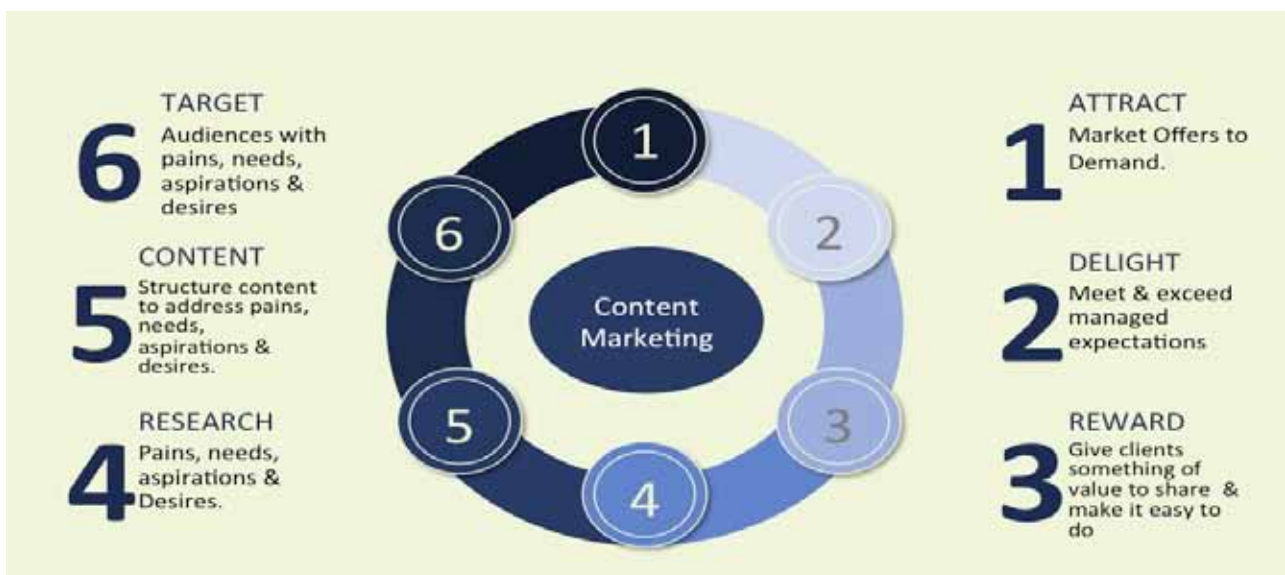 TARGET
6
Audiences with
pains, needs,
aspirations &
desires
CONTENT
5
Structure content
to address pains,
needs,
aspirations &
desires.
RESEARCH
4
Pains, needs,
aspirations &
Desires.
1
2
3
4
5
6
Content
Marketing
ATTRACT
1
Market Offers to
Demand.
DELIGHT
2
Meet & exceed
managed
expectations
REWARD
3
Give clients
something of
value to share &
make it easy to
do